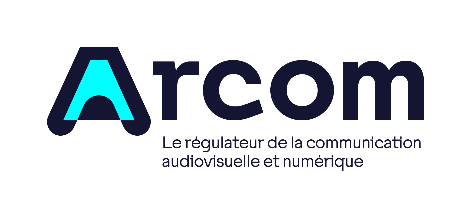 Arcom
Le régulateur de la communication
audiovisuelle et numérique